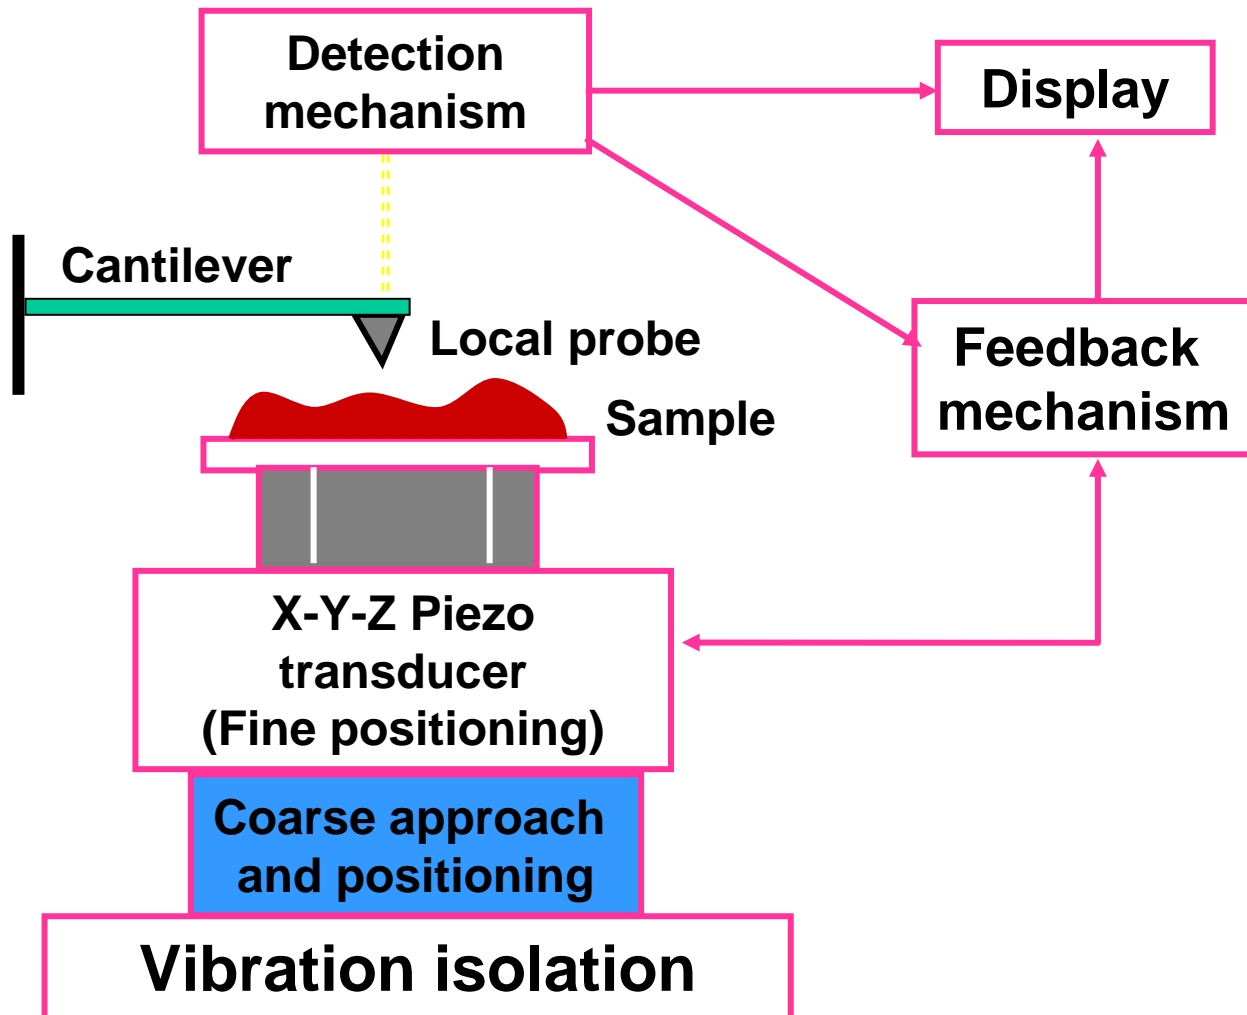 Detection
mechanism
Display
Cantilever
Local probe
Feedback
mechanism
Sample
X-Y-Z Piezo
transducer
(Fine positioning)
Coarse approach
and positioning
Vibration isolation